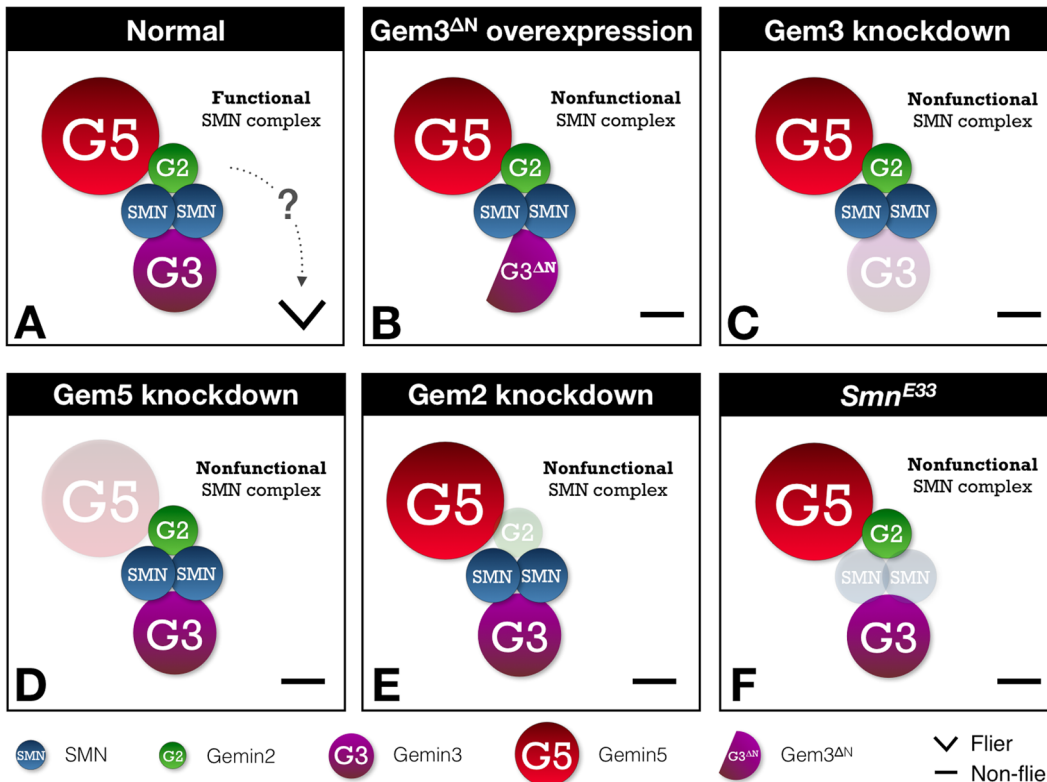 Normal
G5
G2
SMN SMN
G3
Functional
SMN complex
?
A
Gem3ΔN overexpression
G5
G2
SMN SMN
G3ΔN
Nonfunctional
SMN complex
B
Gem3 knockdown
G5
G2
SMN SMN
G3
Nonfunctional
SMN complex
C
Gem5 knockdown
G5
G2
SMN SMN
G3
Nonfunctional
SMN complex
D
Gem2 knockdown
G5
G2
SMN SMN
G3
Nonfunctional
SMN complex
E
SmnE33
G5
G2
SMN SMN
G3
Nonfunctional
SMN complex
F
SMN SMN
G2 Gemin2
G3 Gemin3
G5 Gemin5
G3ΔN Gem3ΔN
Flier
Non-flie